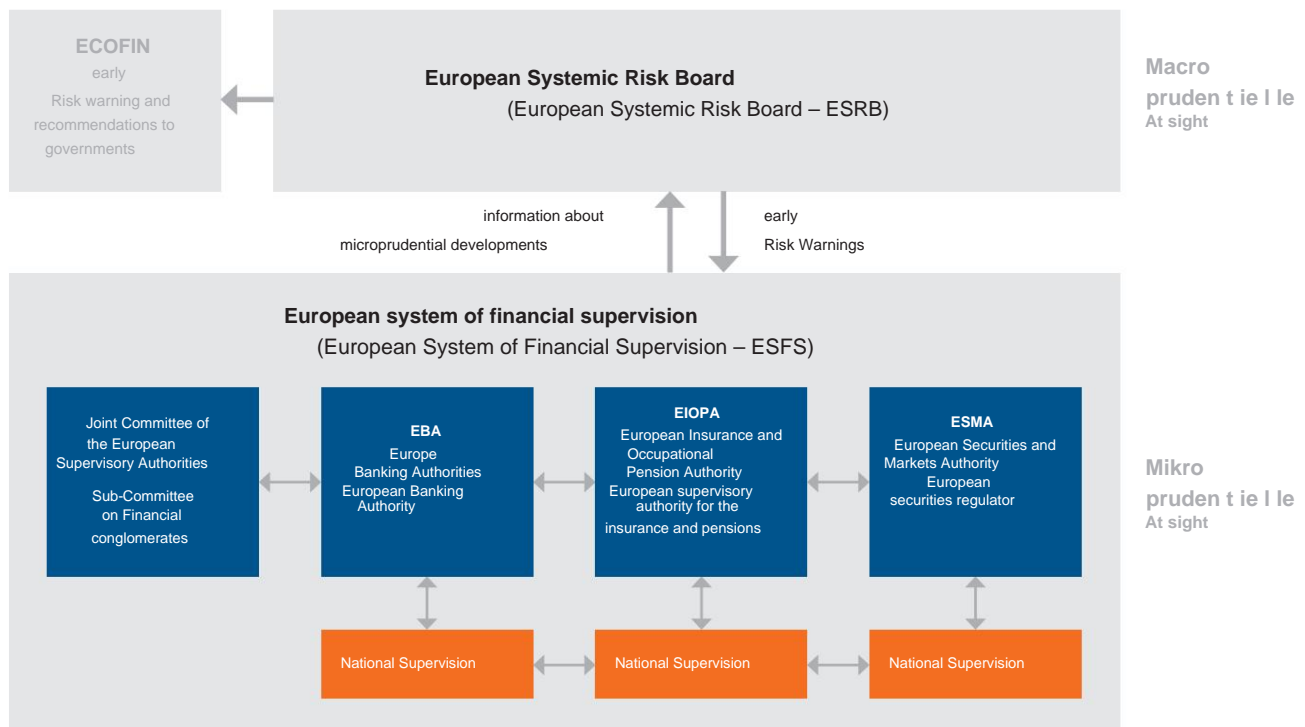 ECOFIN
early
Risk warning and
recommendations to
governments
European Systemic Risk Board
(European Systemic Risk Board – ESRB)
Macro
pruden t ie l le
At sight
information about
microprudential developments
early
Risk Warnings
European system of financial supervision
(European System of Financial Supervision – ESFS)
Joint Committee of
the European
Supervisory Authorities
Sub-Committee
on Financial
conglomerates
EBA
Europe
Banking Authorities
European Banking
Authority
EIOPA
European Insurance and
Occupational
Pension Authority
European supervisory
authority for the
insurance and pensions
ESMA
European Securities and
Markets Authority
European
securities regulator
Mikro
pruden t ie l le
At sight
National Supervision
National Supervision
National Supervision